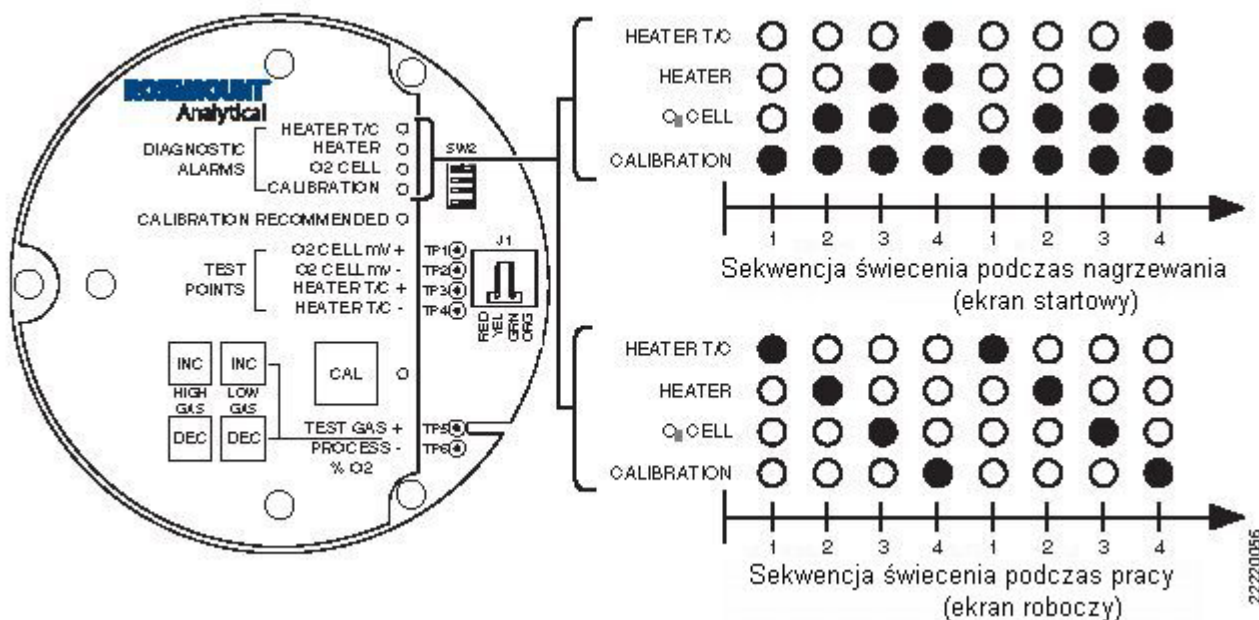 ROSEMOUNT
Analytical
DIAGNOSTIC
ALARMS
HEATER T/C
HEATER
O2 CELL
CALIBRATION
SW2
CALIBRATION RECOMMENDED
TEST
POINTS
O2 CELL mV +
O2 CELL mV -
HEATER T/C +
HEATER T/C -
TP1
TP2
TP3
TP4
J1
RED
YEL
GRN
ORG
INC
INC
HIGH
GAS
LOW
GAS
DEC
DEC
CAL
TEST GAS +
PROCESS -
% O2
TP5
TP6
HEATER T/C
HEATER
O CELL
CALIBRATION
1 2 3 4 1 2 3 4
Sekwencja świecenia podczas nagrzewania
(ekran startowy)
HEATER T/C
HEATER
O CELL
CALIBRATION
1 2 3 4 1 2 3 4
Sekwencja świecenia podczas pracy
(ekran roboczy)
22220056